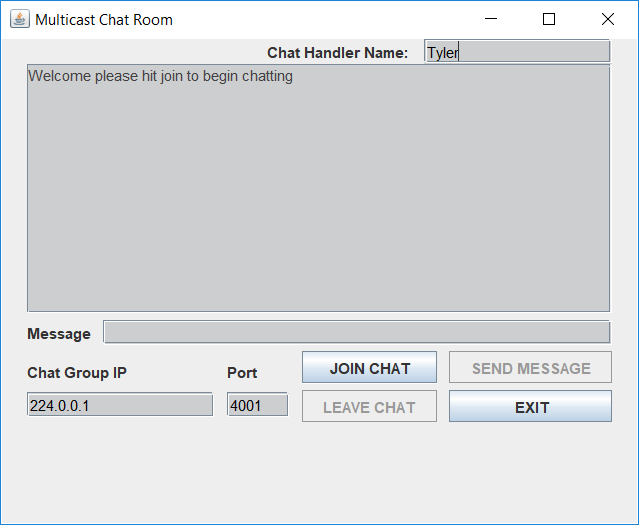 Multicast Chat Room
Chat Handler Name: Tyler
Welcome please hit join to begin chatting
Message
Chat Group IP Port JOIN CHAT SEND MESSAGE
224.0.0.1 4001 LEAVE CHAT EXIT